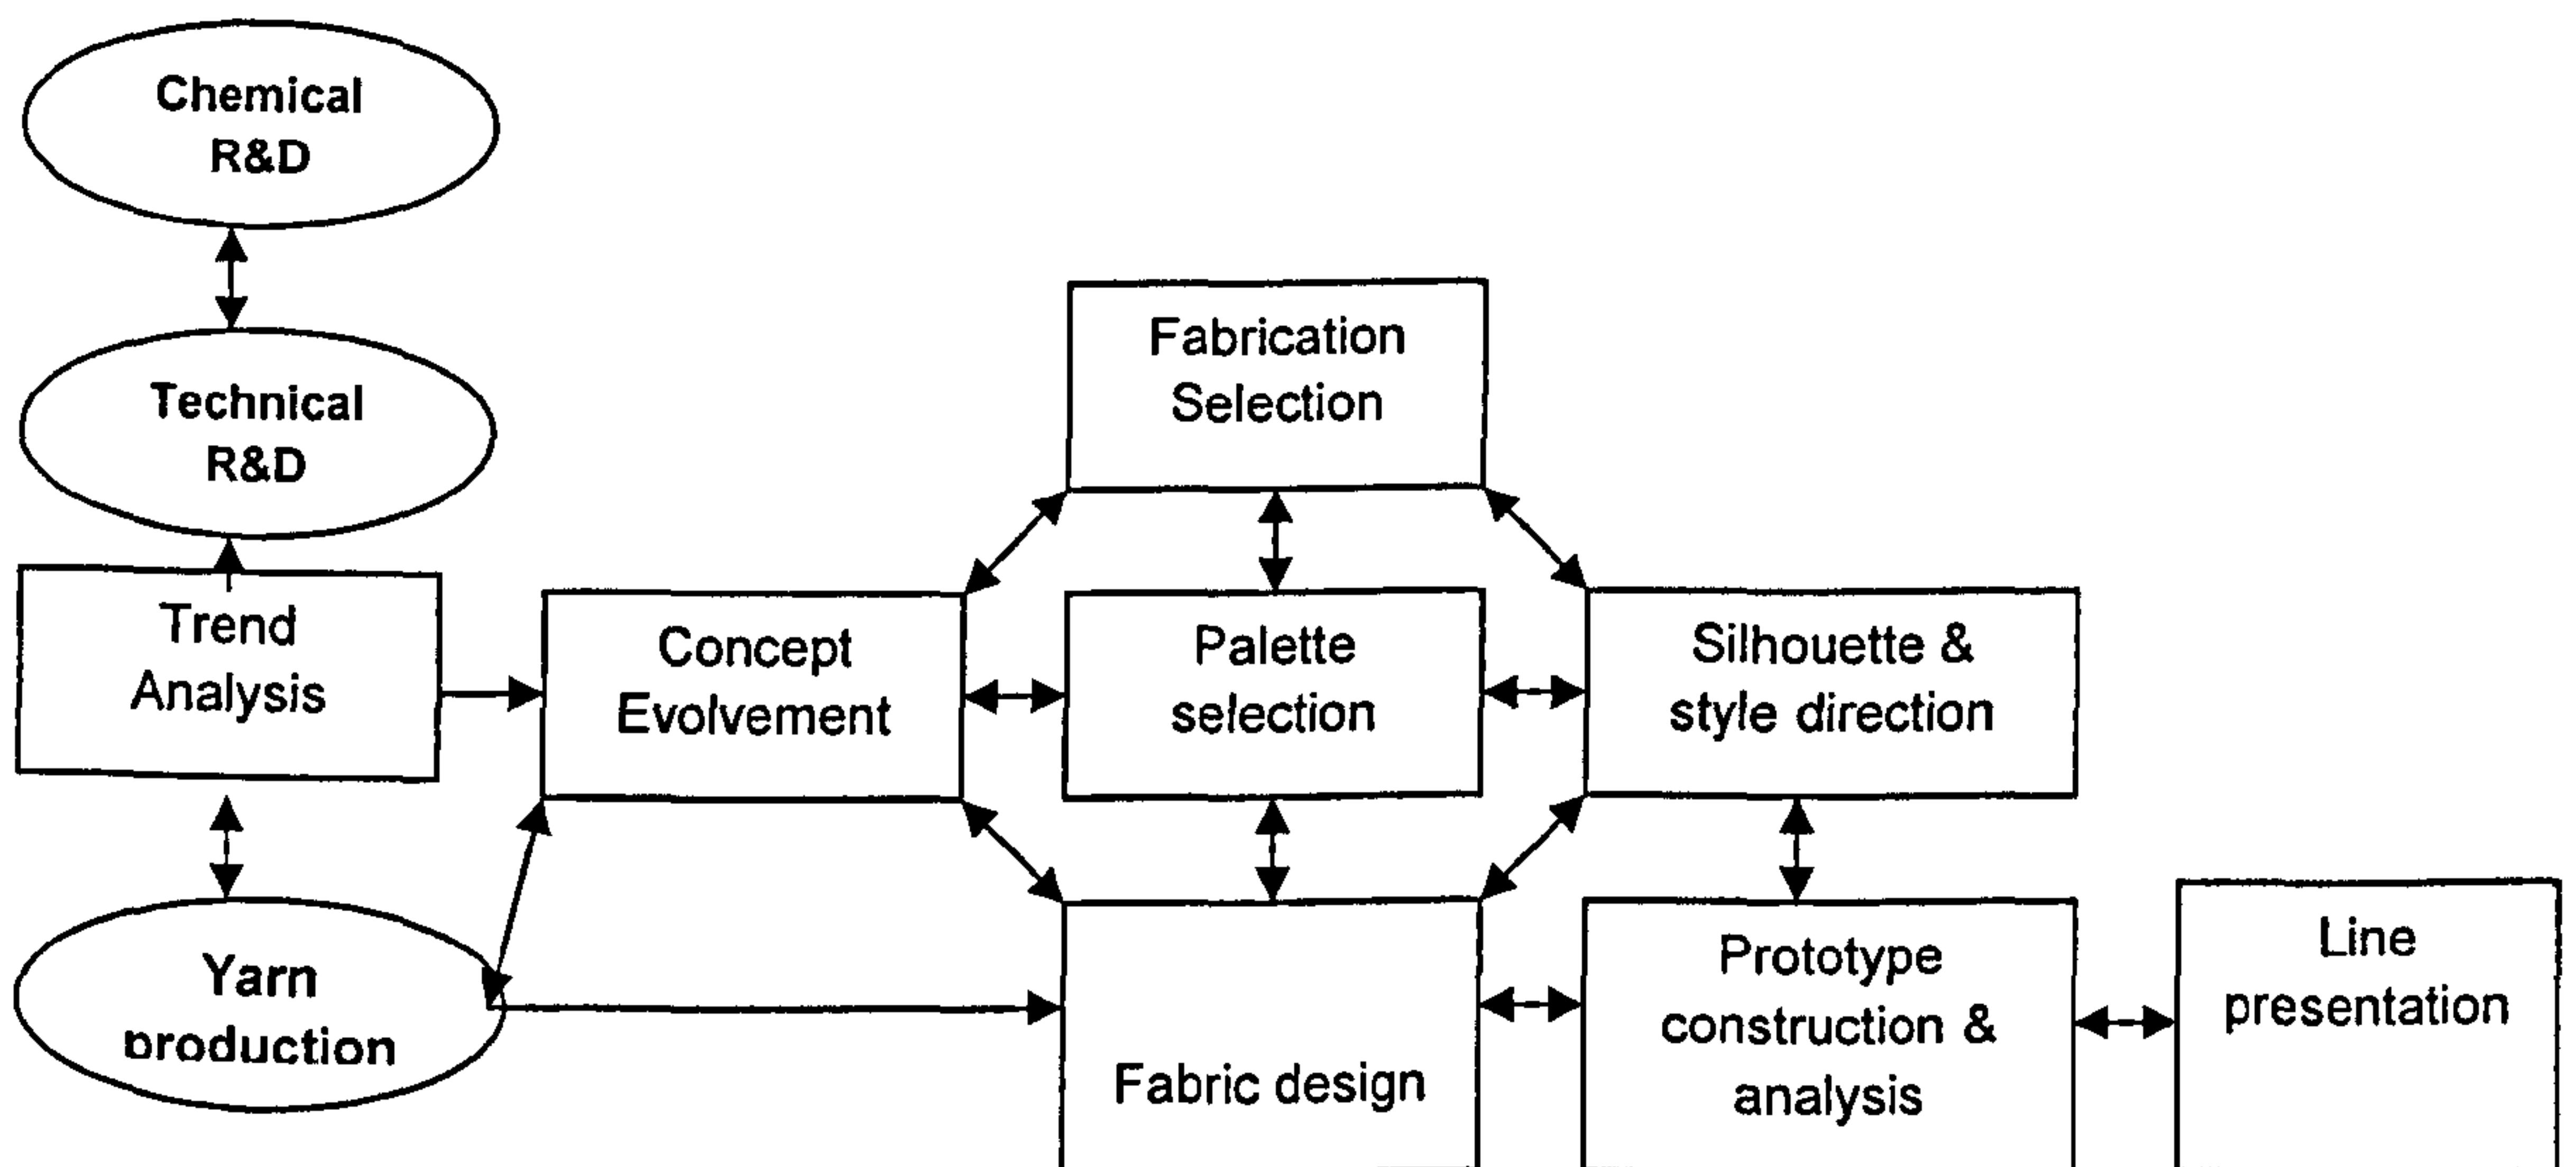 Chemical
R&D
Technical
R&D
Fabrication
Selection
Trend
Analysis
Concept
Evolvement
Palette
selection
Silhouette &
style direction
Yarn
production
Fabric design
Prototype
construction &
analysis
Line
presentation